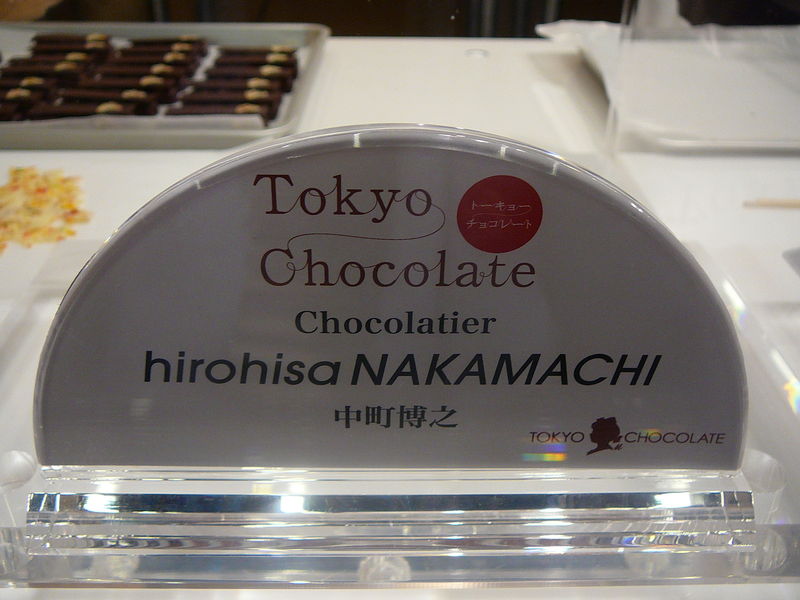 Tokyo
トーキョー
チョコレート
Chocolate
Chocolatier
hirohisa NAKAMACHI
中町博之
TOKYO CHOCOLATE